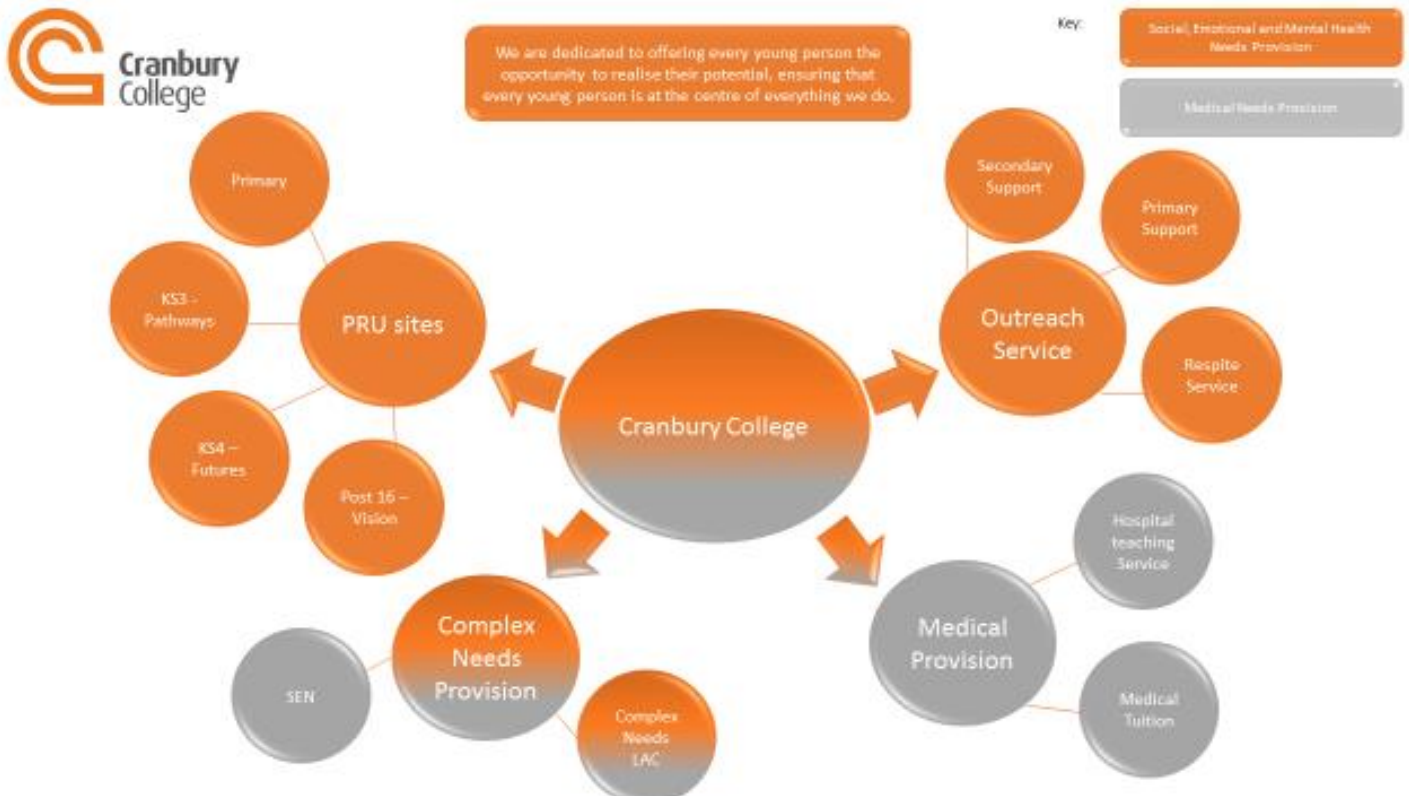 Cranbury
College
We are dedicated to offering every young person the
opportunity to realise their potential, ensuring that
every young person is at the centre of everything we do.
Key:
Social, Emotional and Mental Health
Needs Provision
Medical Needs Provision
Primary
KS3 -
Pathways
KS4 –
Futures
Post 16 –
Vision
PRU sites
Cranbury College
Secondary
Support
Primary
Support
Outreach
Service
Respite
Service
Complex
Needs
Provision
SEN
Complex
Needs
LAC
Medical
Provision
Hospital
teaching
Service
Medical
Tuition